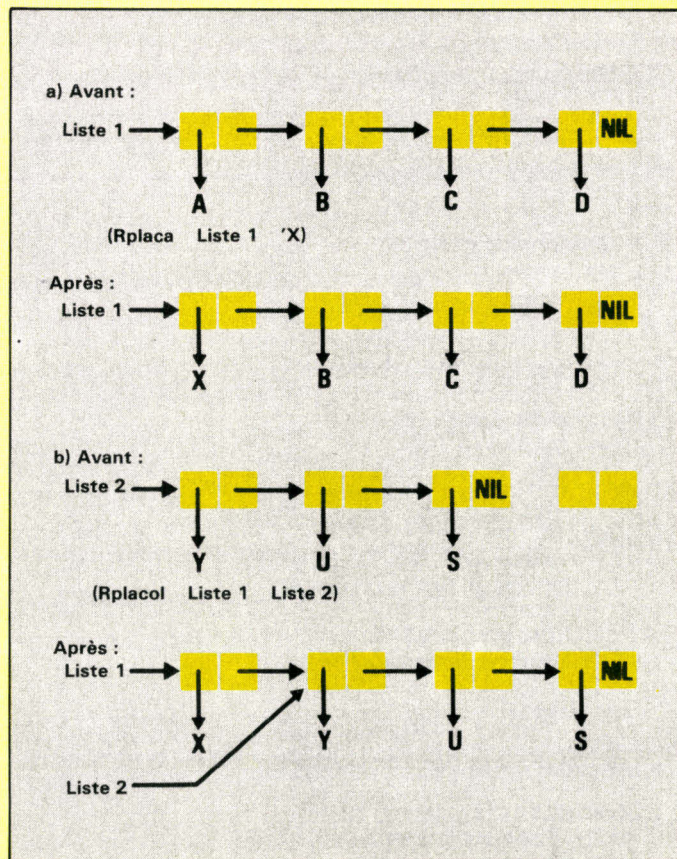 a) Avant :
Liste 1 NIL
A B C D
(Rplaca Liste 1 'X)
Après :
Liste 1 NIL
X B C D
b) Avant :
Liste 2 NIL
Y U S
(Rplacol Liste 1 Liste 2)
Après :
Liste 1 NIL
X Y U S
Liste 2